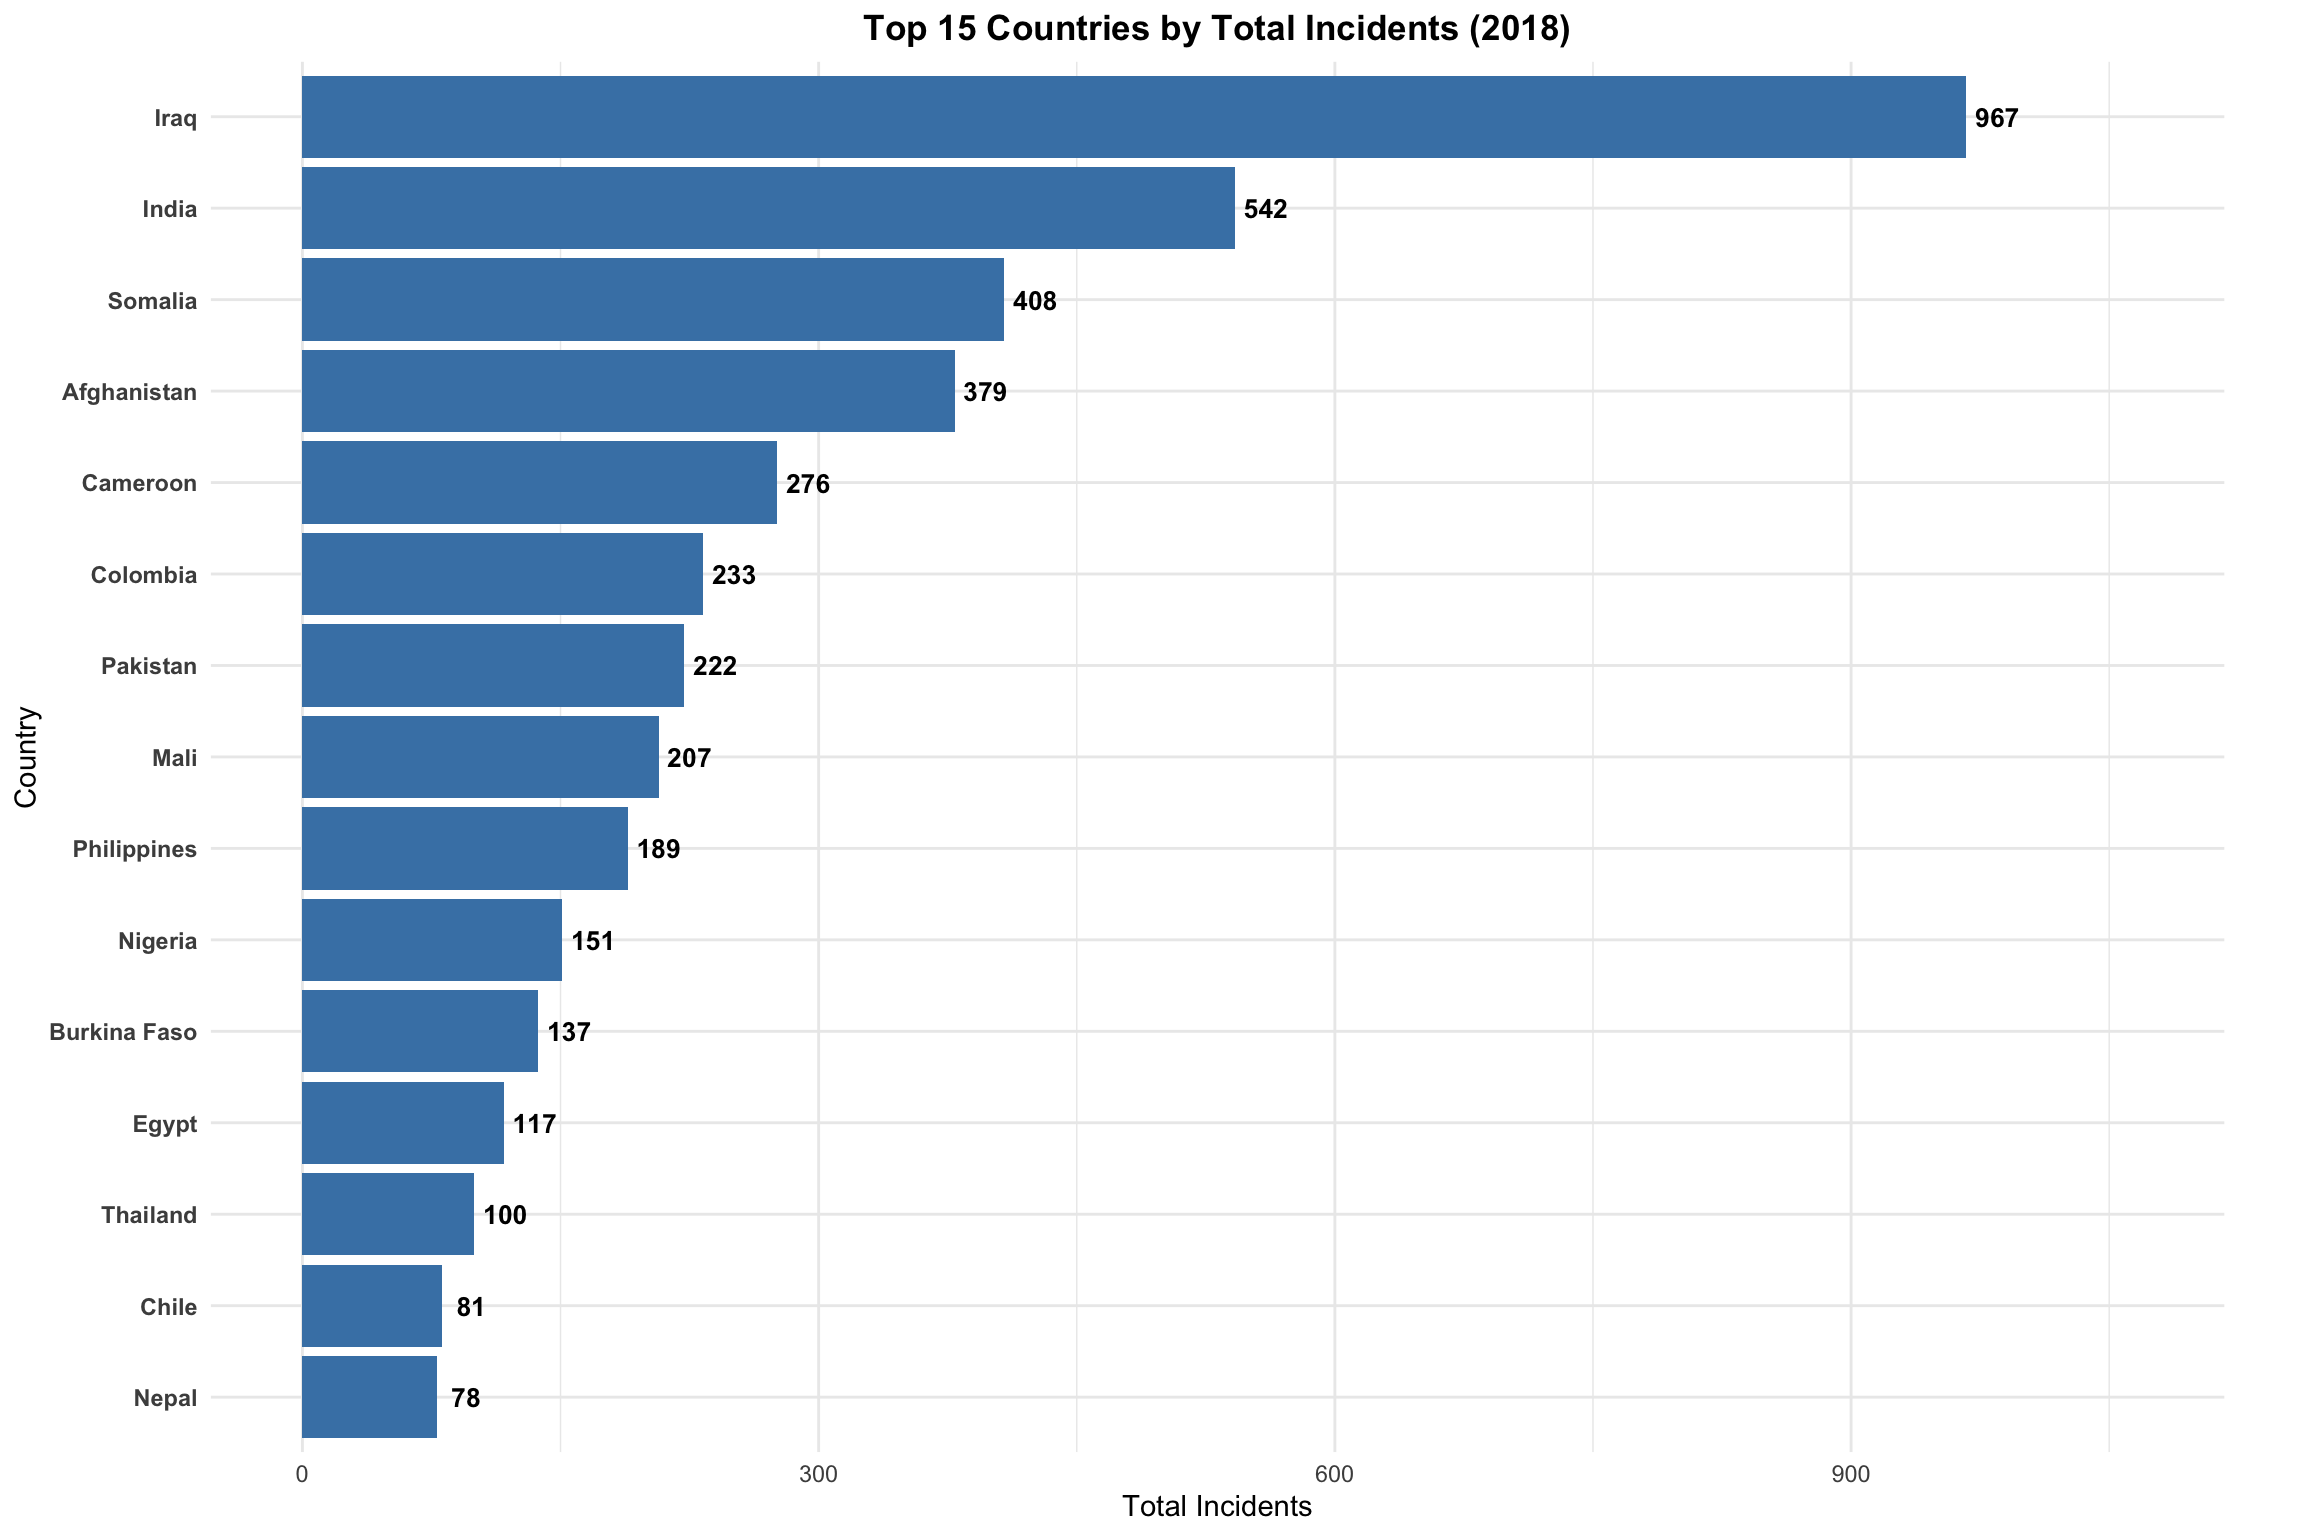 Top 15 Countries by Total Incidents (2018)
Country
Iraq 967
India 542
Somalia 408
Afghanistan 379
Cameroon 276
Colombia 233
Pakistan 222
Mali 207
Philippines 189
Nigeria 151
Burkina Faso 137
Egypt 117
Thailand 100
Chile 81
Nepal 78
0 300 600 900
Total Incidents